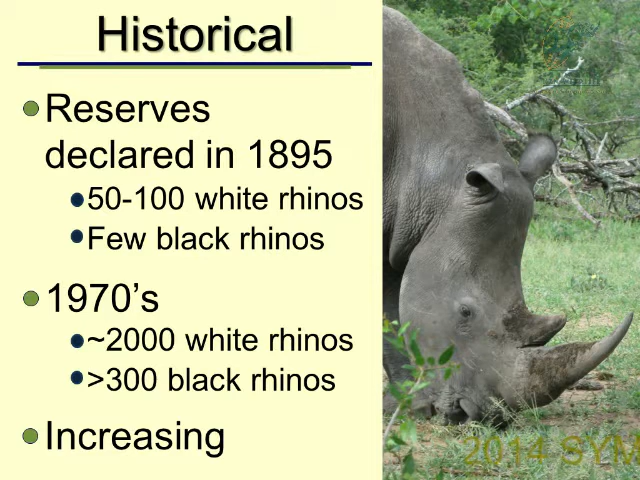 Historical
Reserves
declared in 1895
50-100 white rhinos
Few black rhinos
1970's
~2000 white rhinos
>300 black rhinos
Increasing
2014 SYM